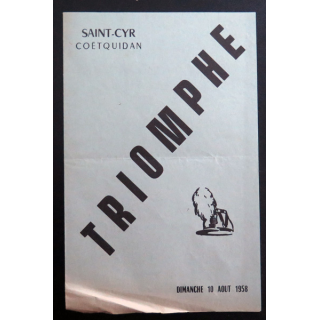 SAINT-CYR
COËTQUIDAN
TRIOMPHE
DIMANCHE 10 AOUT 1958